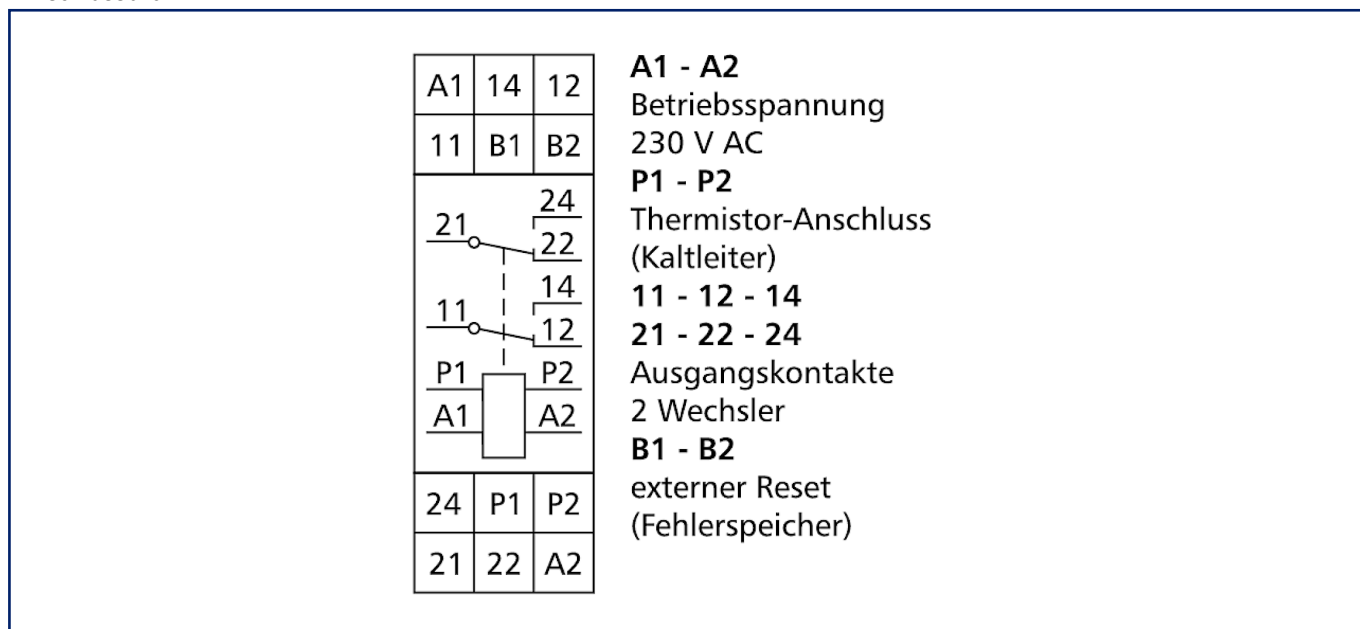 A1 14 12
11 B1 B2
24
21
22
14
11
12
P1 P2
A1 A2
24 P1 P2
21 22 A2
A1 - A2
Betriebsspannung
230 V AC
P1 - P2
Thermistor-Anschluss
(Kaltleiter)
11 - 12 - 14
21 - 22 - 24
Ausgangskontakte
2 Wechsler
B1 - B2
externer Reset
(Fehlerspeicher)